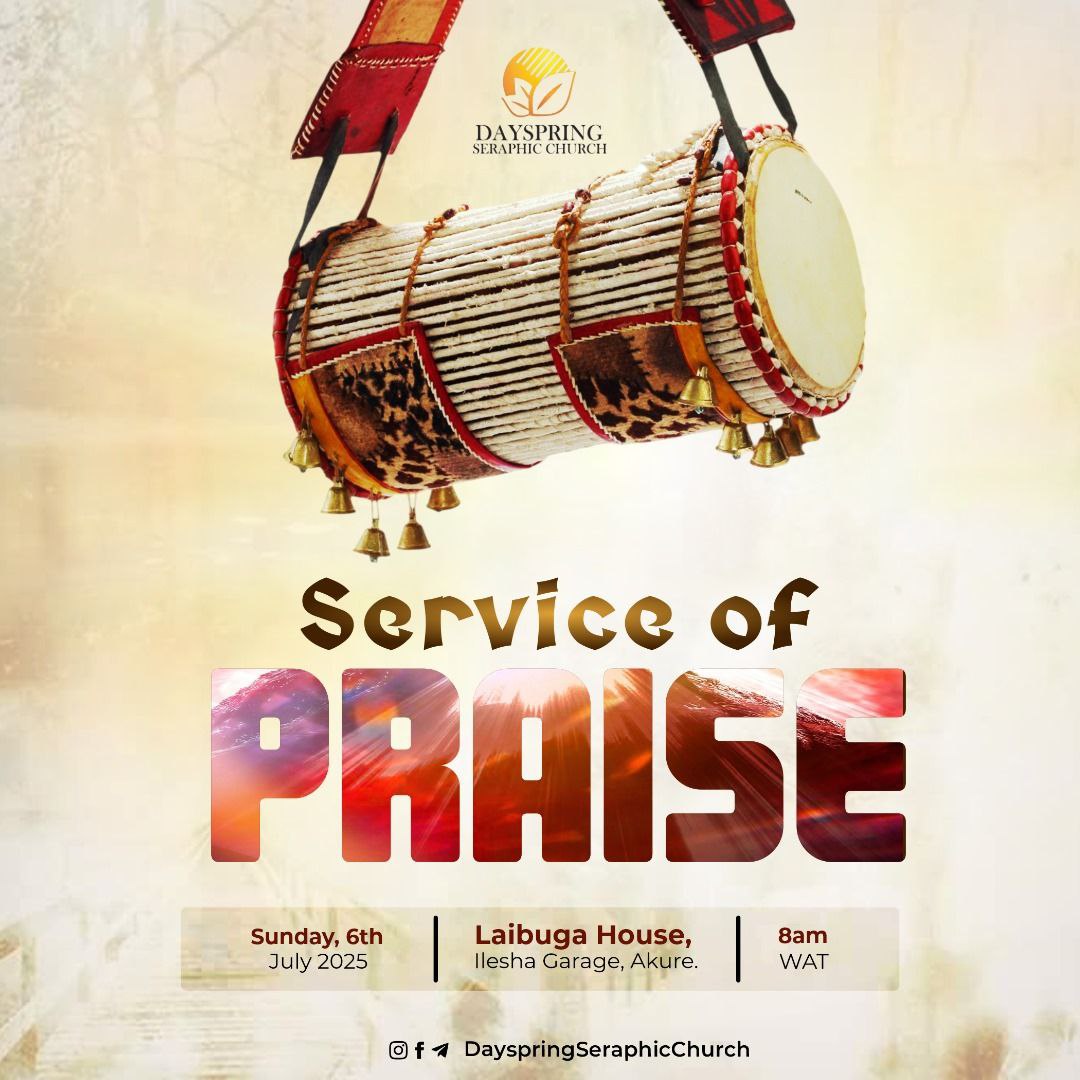 DAYSPRING
SERAPHIC CHURCH
Service of
PRAISE
Sunday, 6th
July 2025
Laibuga House,
Ilesha Garage, Akure.
8am
WAT
DayspringSeraphicChurch